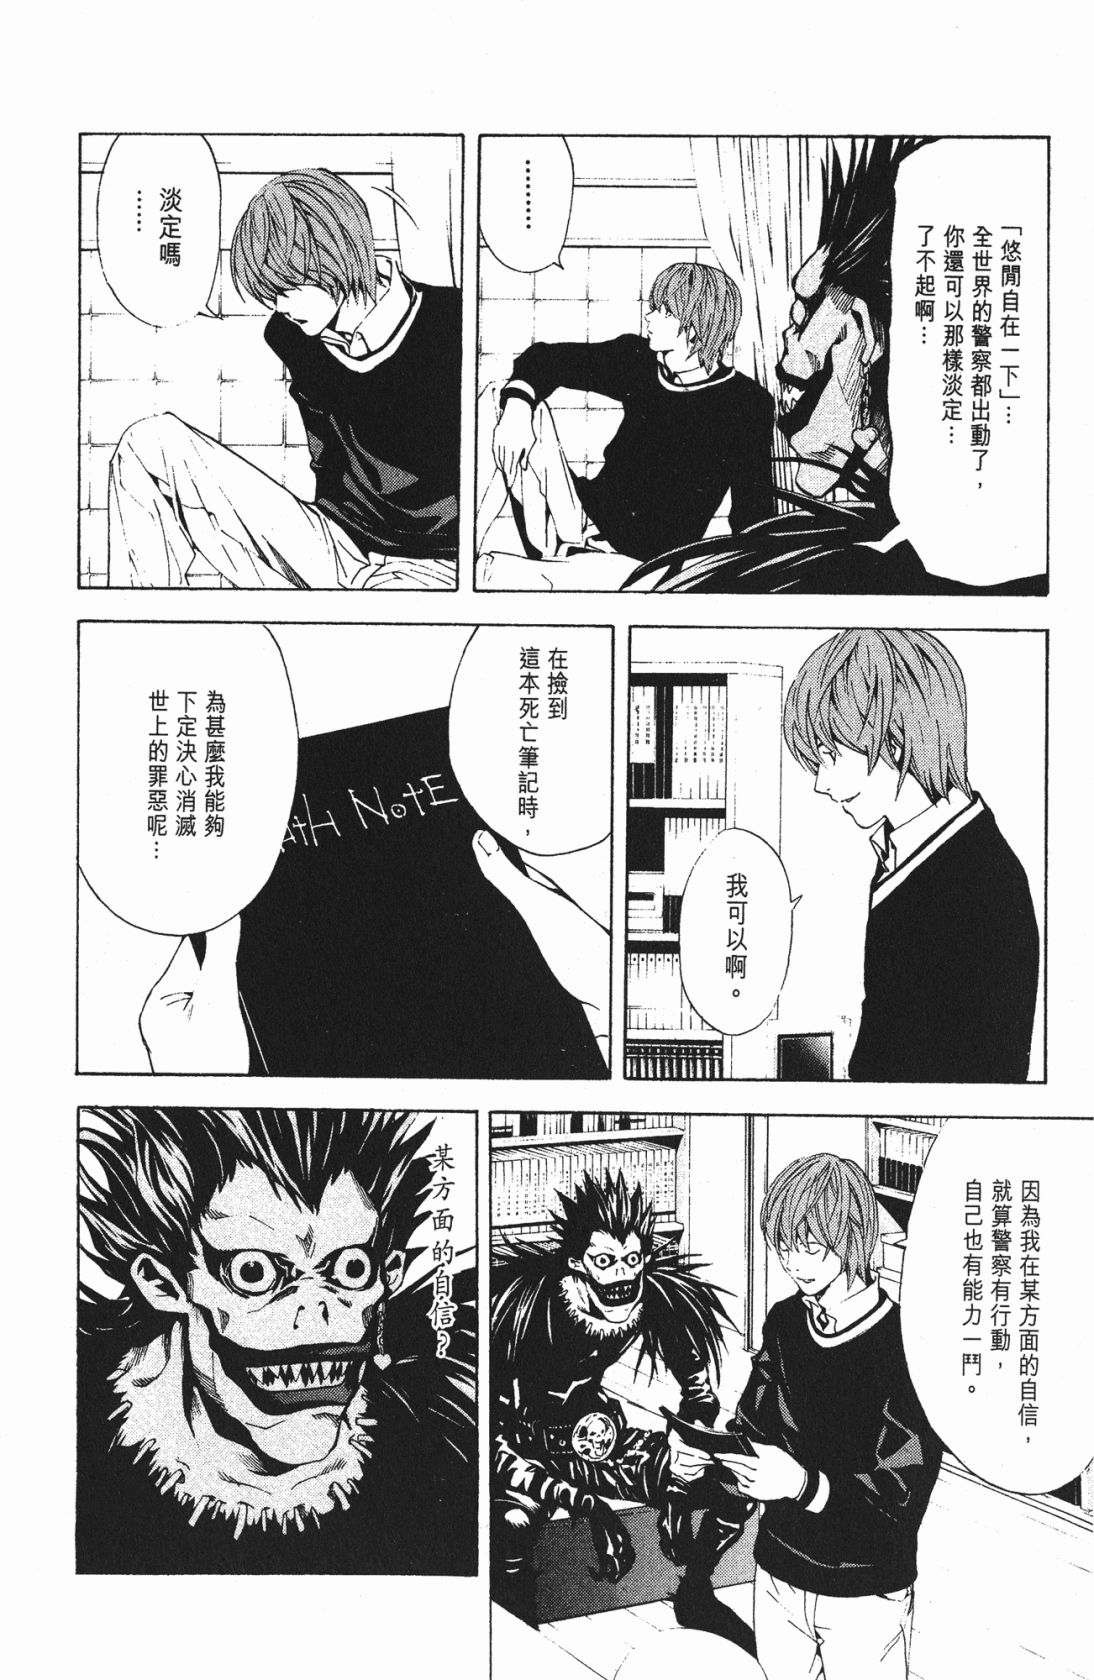 「悠閒自在一下」…
全世界的警察都出動了，
你還可以那樣淡定…
了不起啊…
………
淡定嗎
……
我可以啊。
在撿到
這本死亡筆記時，
ATH NOTE
為甚麼我能夠
下定決心消滅
世上的罪惡呢…
因為我在某方面的自信，
就算警察有行動，
自己也有能力一鬥。
某方面的自信？